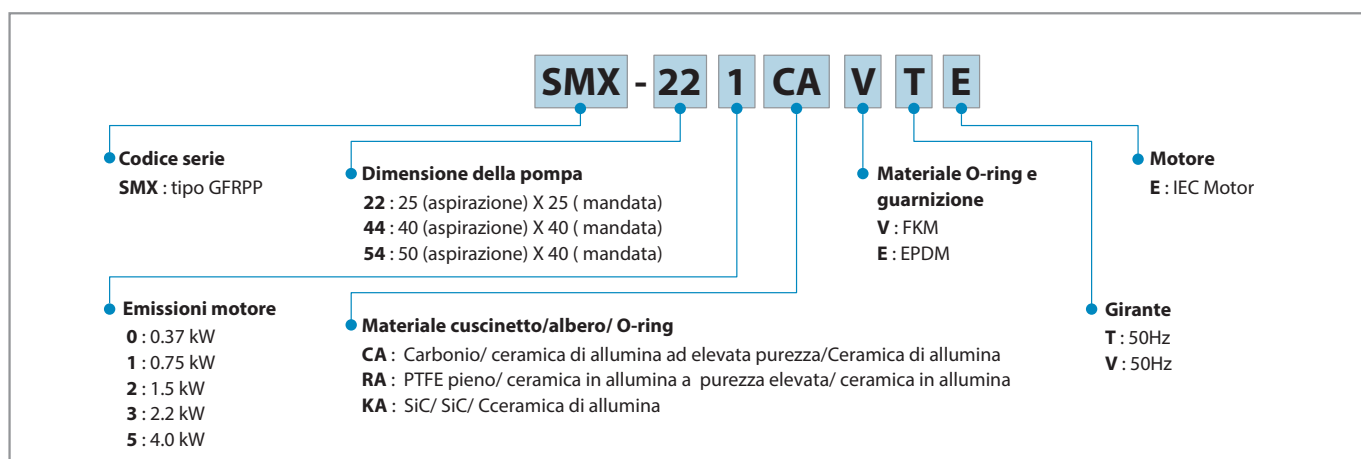 SMX - 22 1 CA V T E
Codice serie
SMX : tipo GFRPP
Dimensione della pompa
22 : 25 (aspirazione) X 25 ( mandata)
44 : 40 (aspirazione) X 40 ( mandata)
54 : 50 (aspirazione) X 40 ( mandata)
Materiale O-ring e
guarnizione
V : FKM
E : EPDM
Motore
E : IEC Motor
Emissioni motore
0 : 0.37 kW
1 : 0.75 kW
2 : 1.5 kW
3 : 2.2 kW
5 : 4.0 kW
Materiale cuscinetto/albero/ O-ring
CA : Carbonio/ ceramica di allumina ad elevata purezza/Ceramica di allumina
RA : PTFE pieno/ ceramica in allumina a purezza elevata/ ceramica in allumina
KA : SiC/ SiC/ Cceramica di allumina
Girante
T : 50Hz
V : 50Hz